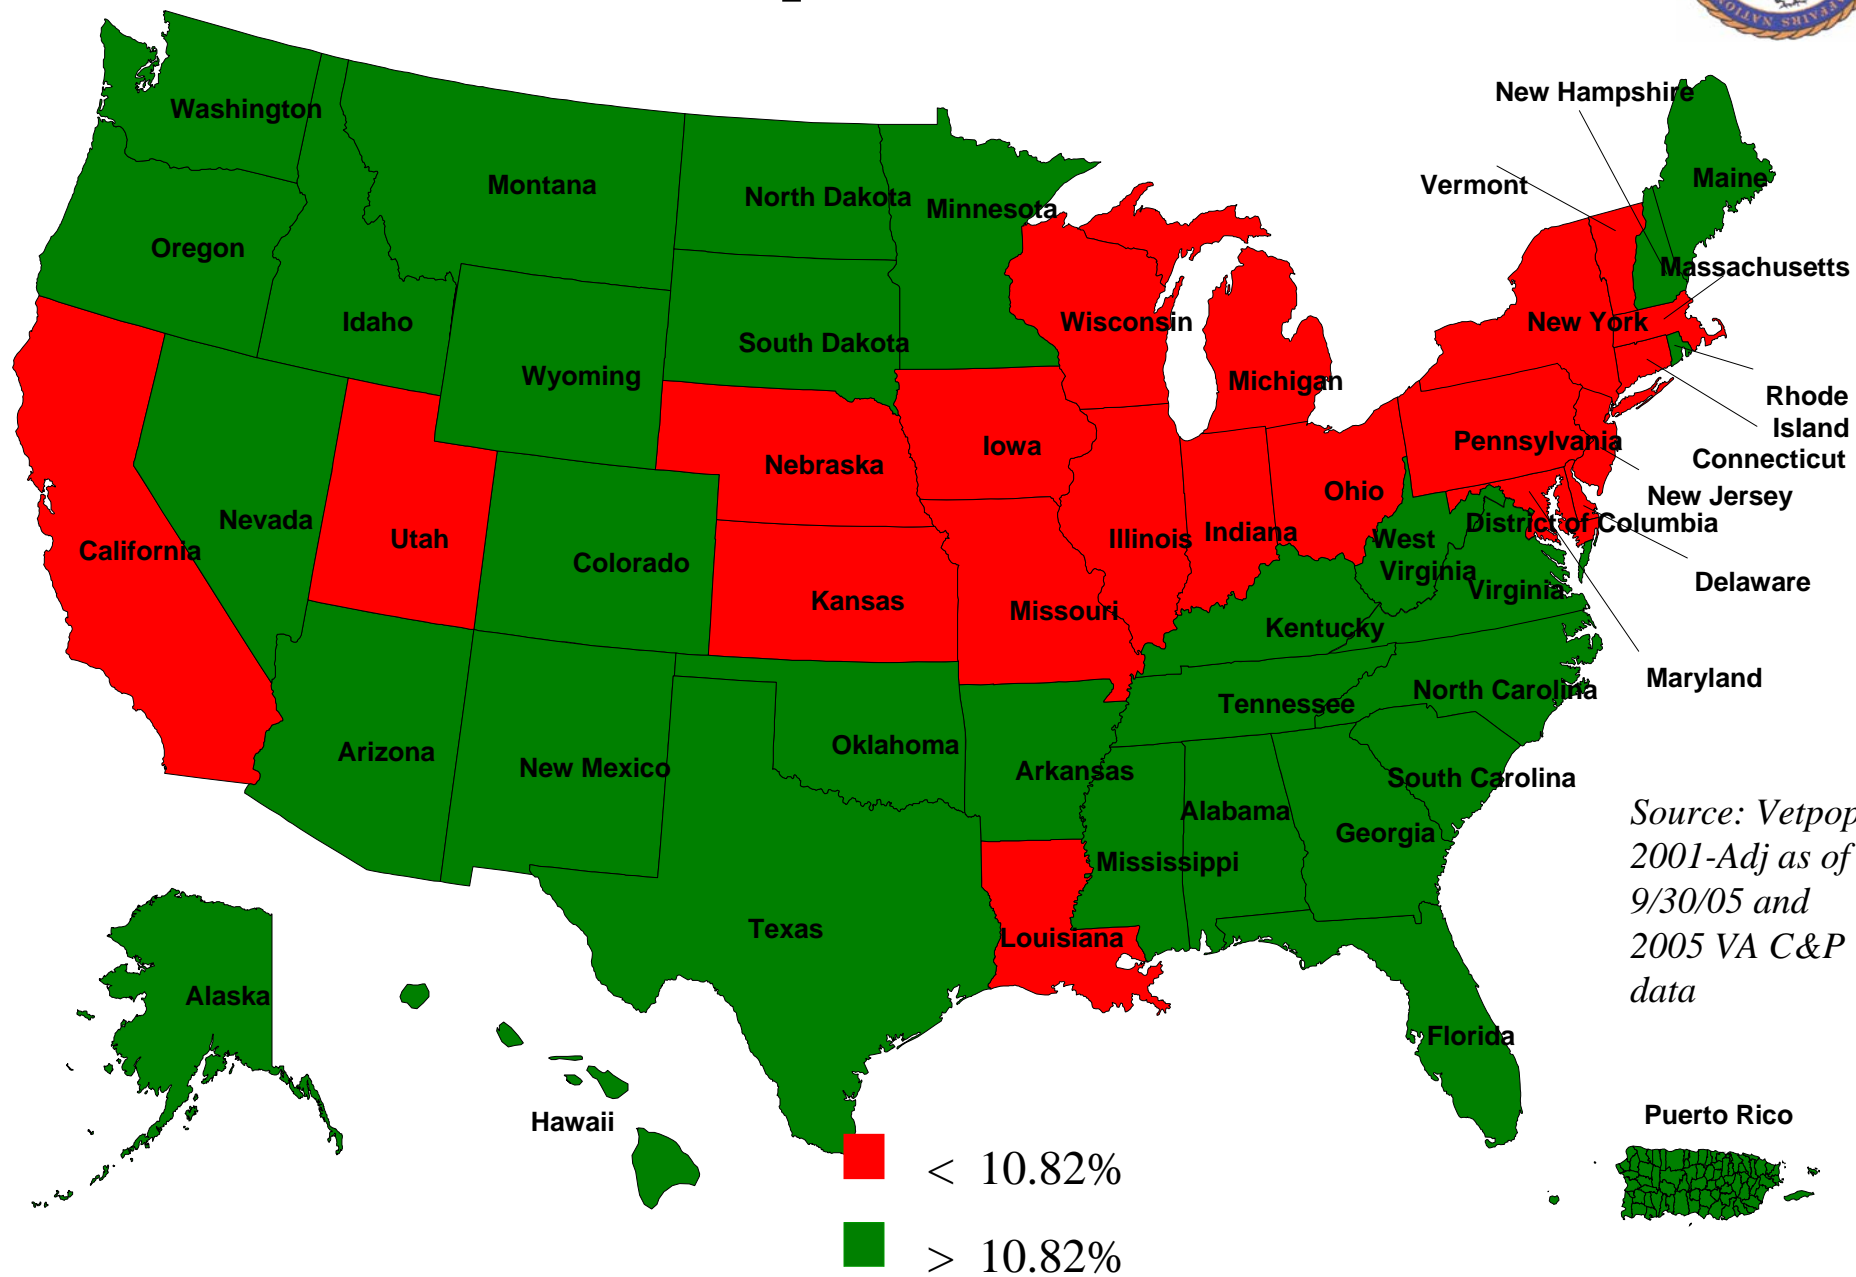 AFFAIRS NATION
New Hampshire
Washington
Vermont
Maine
Montana
North Dakota
Minnesota
Oregon
Massachusetts
Idaho
Wisconsin
New York
South Dakota
Wyoming
Michigan
Rhode
Island
Iowa
Pennsylvania
Connecticut
Nebraska
Ohio
New Jersey
Nevada
District of Columbia
Utah
California
Illinois
Indiana
West
Virginia
Colorado
Delaware
Virginia
Kansas
Missouri
Kentucky
Maryland
North Carolina
Tennessee
Arizona
New Mexico
Oklahoma
Arkansas
South Carolina
Alabama
Georgia
Mississippi
Source: Vetpop
2001-Adj as of
9/30/05 and
2005 VA C&P
data
Texas
Louisiana
Alaska
Florida
Hawaii
Puerto Rico
< 10.82%
> 10.82%